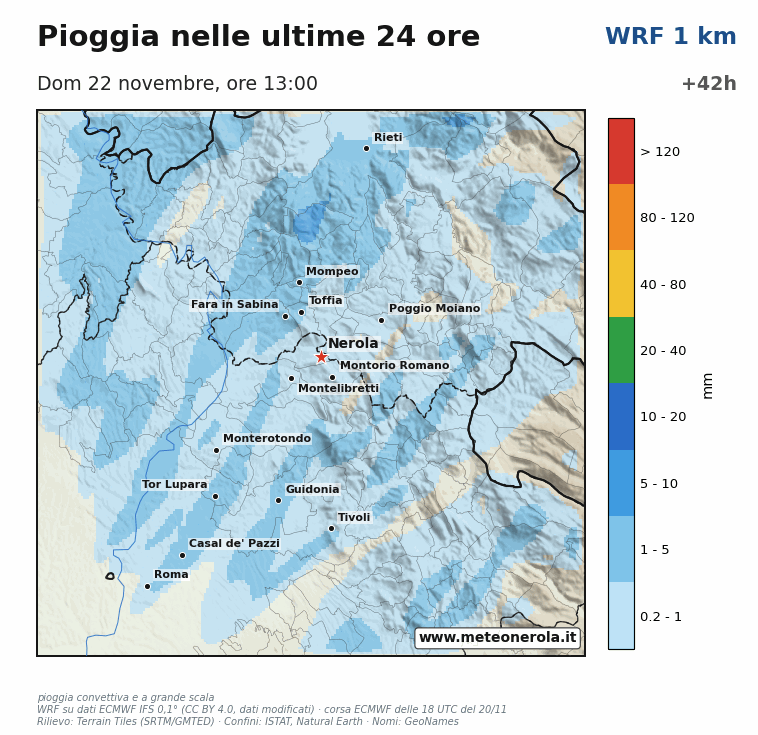 Pioggia nelle ultime 24 ore
WRF 1 km
Dom 22 novembre, ore 13:00
+42h
Rieti
Mompeo
Fara in Sabina
Toffia
Poggio Moiano
Nerola
Montorio Romano
Montelibretti
Monterotondo
Tor Lupara
Guidonia
Tivoli
Casal de' Pazzi
Roma
www.meteonerola.it
> 120
80 - 120
40 - 80
20 - 40
10 - 20
5 - 10
1 - 5
0.2 - 1
mm
pioggia convettiva e a grande scala
WRF su dati ECMWF IFS 0,1° (CC BY 4.0, dati modificati) · corsa ECMWF delle 18 UTC del 20/11
Rilievo: Terrain Tiles (SRTM/GMTED) · Confini: ISTAT, Natural Earth · Nomi: GeoNames